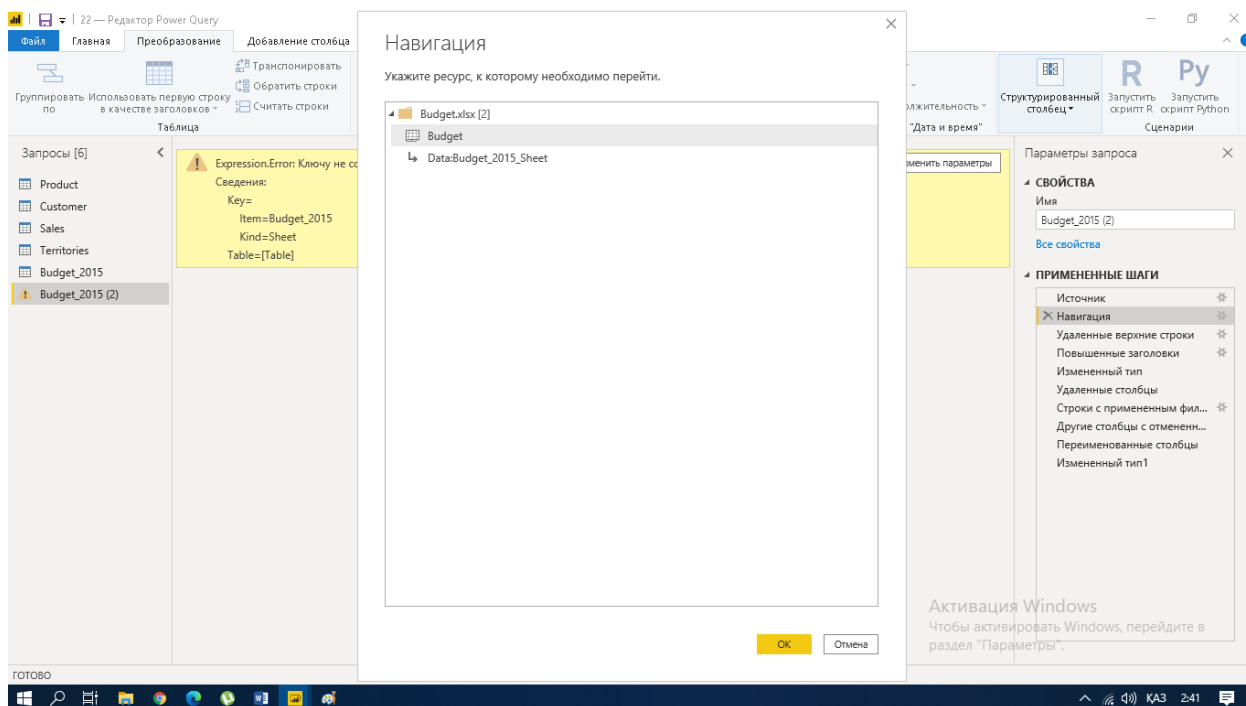 22 — Редактор Power Query
Файл Главная Преобразование Добавление столбца
Группировать по
Использовать первую строку в качестве заголовков
Транспонировать
Обратить строки
Считать строки
Таблица
Запросы [6]
Product
Customer
Sales
Territories
Budget_2015
Budget_2015 (2)
Expression.Error: Ключу не
Сведения:
Key=
Item=Budget_2015
Kind=Sheet
Table=[Table]
Навигация
Укажите ресурс, к которому необходимо перейти.
Budget.xlsx [2]
Budget
Data:Budget_2015_Sheet
OK Отмена
"Дата и время"
параметры
Структурированный столбец
Запустить скрипт R
Запустить скрипт Python
Сценарии
Параметры запроса
СВОЙСТВА
Имя
Budget_2015 (2)
Все свойства
ПРИМЕНЕННЫЕ ШАГИ
Источник
Навигация
Удаленные верхние строки
Повышенные заголовки
Измененный тип
Удаленные столбцы
Строки с примененным фил...
Другие столбцы с отмененн...
Переименованные столбцы
Измененный тип1
Активация Windows
Чтобы активировать Windows, перейдите в
раздел "Параметры".
ГОТОВО
ҚАЗ 2:41